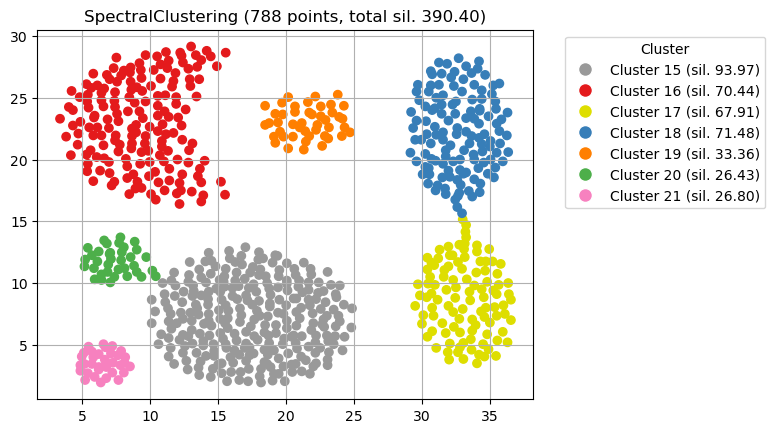 SpectralClustering (788 points, total sil. 390.40)
30
25
20
15
10
5
5
10
15
20
25
30
35
Cluster
Cluster 15 (sil. 93.97)
Cluster 16 (sil. 70.44)
Cluster 17 (sil. 67.91)
Cluster 18 (sil. 71.48)
Cluster 19 (sil. 33.36)
Cluster 20 (sil. 26.43)
Cluster 21 (sil. 26.80)